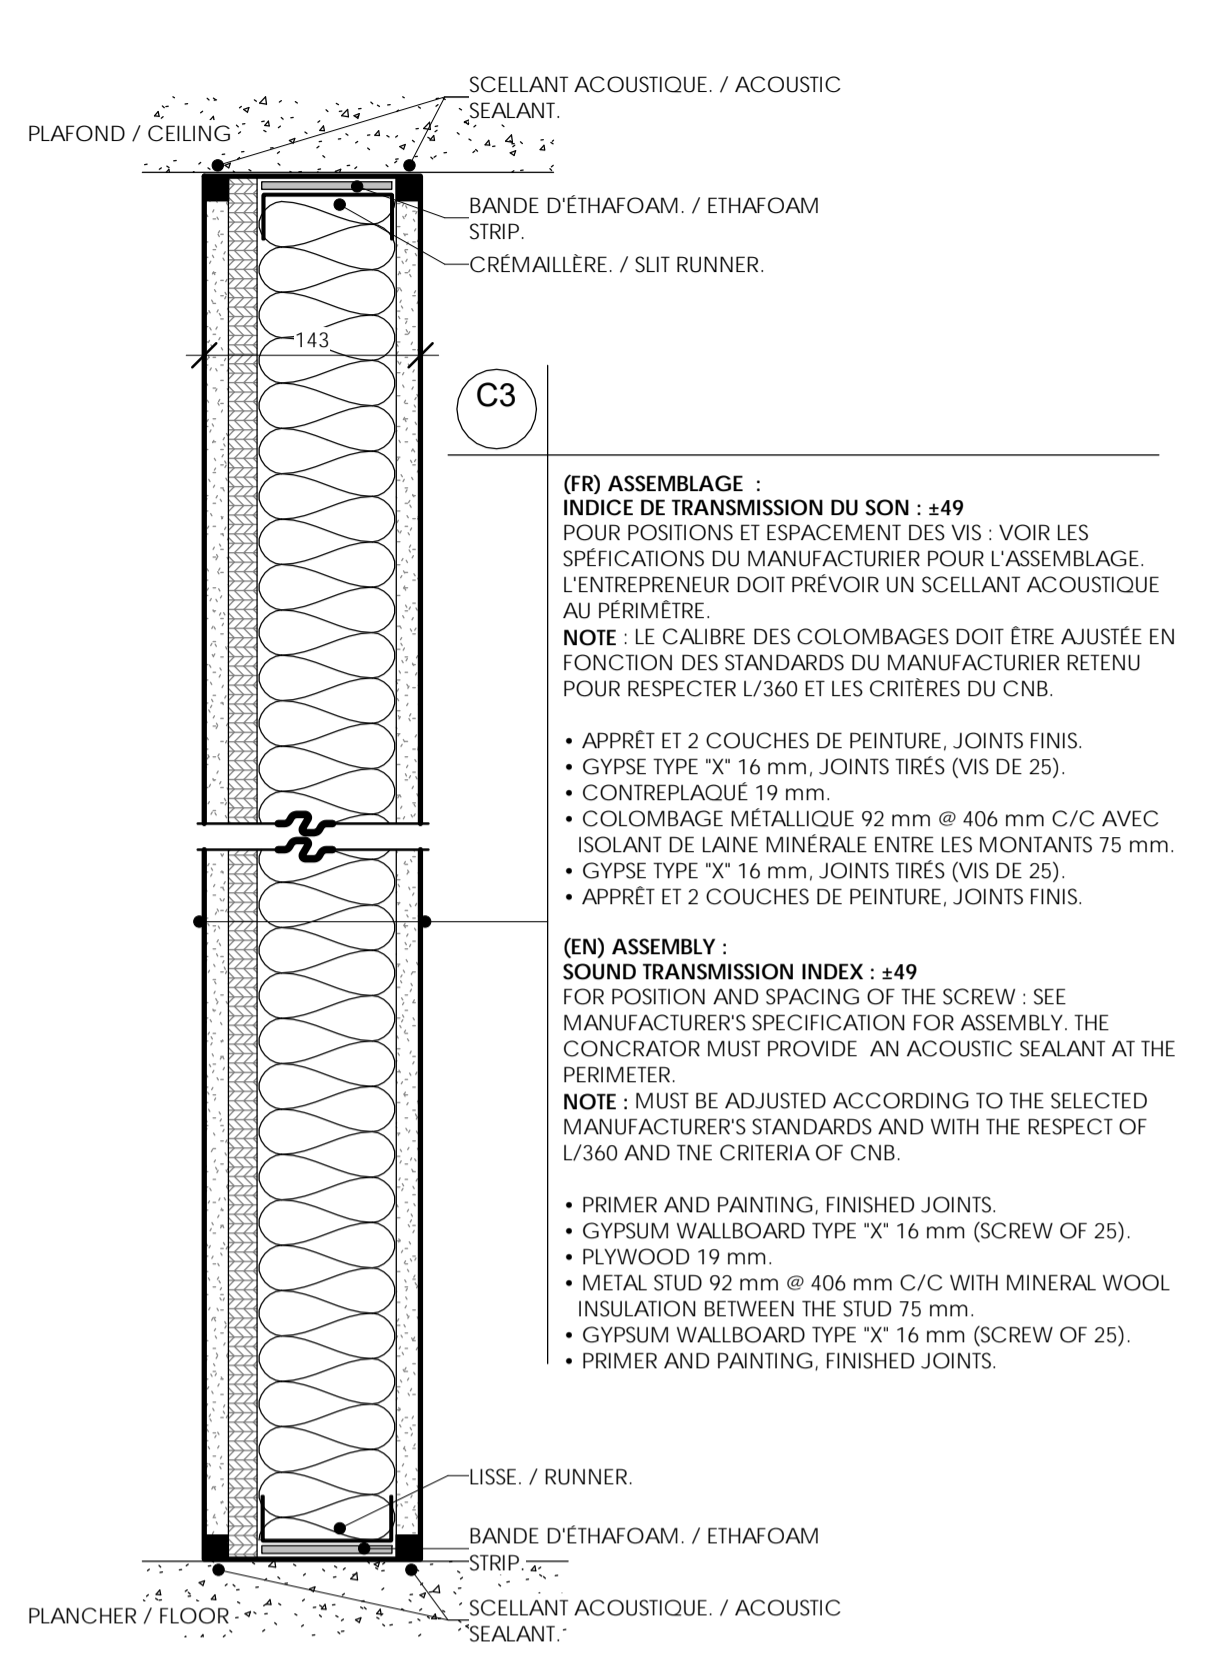 SCELLANT ACOUSTIQUE. / ACOUSTIC
SEALANT.
PLAFOND / CEILING
BANDE D'ÉTHAFOAM. / ETHAFOAM
STRIP.
CRÉMAILLÈRE. / SLIT RUNNER.
143
C3
(FR) ASSEMBLAGE :
INDICE DE TRANSMISSION DU SON : ±49
POUR POSITIONS ET ESPACEMENT DES VIS : VOIR LES
SPÉFICATIONS DU MANUFACTURIER POUR L'ASSEMBLAGE.
L'ENTREPRENEUR DOIT PRÉVOIR UN SCELLANT ACOUSTIQUE
AU PÉRIMÊTRE.
NOTE : LE CALIBRE DES COLOMBAGES DOIT ÊTRE AJUSTÉE EN
FONCTION DES STANDARDS DU MANUFACTURIER RETENU
POUR RESPECTER L/360 ET LES CRITÈRES DU CNB.
• APPRÊT ET 2 COUCHES DE PEINTURE, JOINTS FINIS.
• GYPSE TYPE "X" 16 mm, JOINTS TIRÉS (VIS DE 25).
• CONTREPLAQUÉ 19 mm.
• COLOMBAGE MÉTALLIQUE 92 mm @ 406 mm C/C AVEC
ISOLANT DE LAINE MINÉRALE ENTRE LES MONTANTS 75 mm.
• GYPSE TYPE "X" 16 mm, JOINTS TIRÉS (VIS DE 25).
• APPRÊT ET 2 COUCHES DE PEINTURE, JOINTS FINIS.
(EN) ASSEMBLY :
SOUND TRANSMISSION INDEX : ±49
FOR POSITION AND SPACING OF THE SCREW : SEE
MANUFACTURER'S SPECIFICATION FOR ASSEMBLY. THE
CONCRATOR MUST PROVIDE AN ACOUSTIC SEALANT AT THE
PERIMETER.
NOTE : MUST BE ADJUSTED ACCORDING TO THE SELECTED
MANUFACTURER'S STANDARDS AND WITH THE RESPECT OF
L/360 AND TNE CRITERIA OF CNB.
• PRIMER AND PAINTING, FINISHED JOINTS.
• GYPSUM WALLBOARD TYPE "X" 16 mm (SCREW OF 25).
• PLYWOOD 19 mm.
• METAL STUD 92 mm @ 406 mm C/C WITH MINERAL WOOL
INSULATION BETWEEN THE STUD 75 mm.
• GYPSUM WALLBOARD TYPE "X" 16 mm (SCREW OF 25).
• PRIMER AND PAINTING, FINISHED JOINTS.
LISSE. / RUNNER.
BANDE D'ÉTHAFOAM. / ETHAFOAM
STRIP.
PLANCHER / FLOOR
SCELLANT ACOUSTIQUE. / ACOUSTIC
SEALANT.